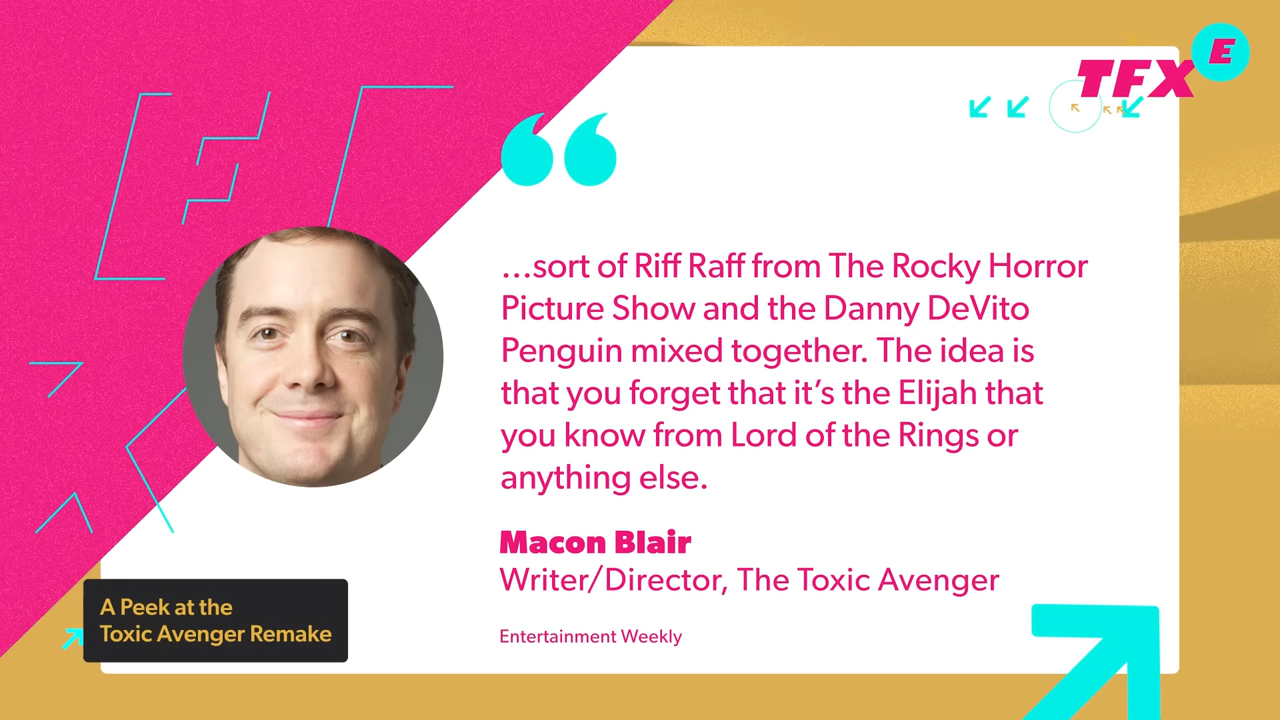 TFX
E
…sort of Riff Raff from The Rocky Horror
Picture Show and the Danny DeVito
Penguin mixed together. The idea is
that you forget that it’s the Elijah that
you know from Lord of the Rings or
anything else.
Macon Blair
Writer/Director, The Toxic Avenger
Entertainment Weekly
A Peek at the
Toxic Avenger Remake